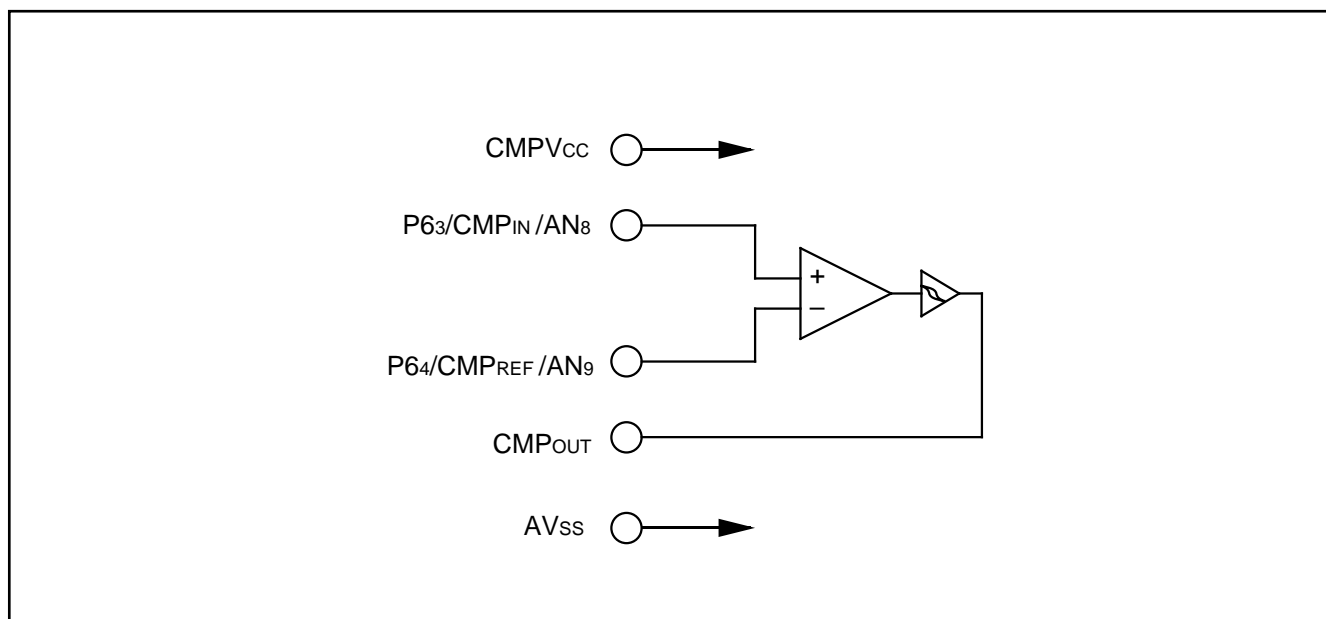 CMPVCC
P63/CMPIN/AN8
+
–
P64/CMPREF/AN9
CMPOUT
AVSS